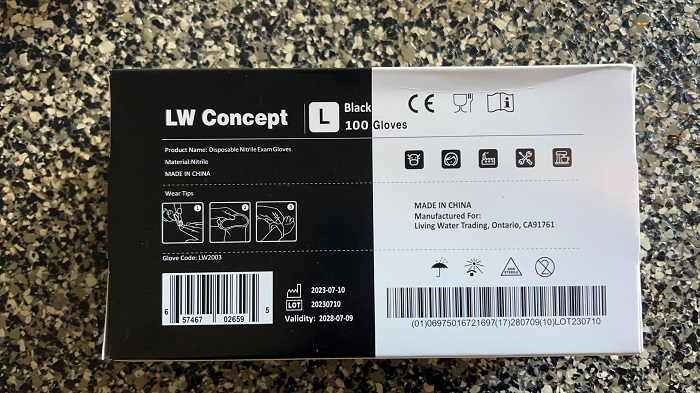 LW Concept
L
Black
100 Gloves
CE
Product Name: Disposable Nitrile Exam Gloves
Material:Nitrile
MADE IN CHINA
Wear Tips
1
2
3
MADE IN CHINA
Manufactured For:
Living Water Trading, Ontario, CA91761
Glove Code: LW2003
NON
STERILE
2023-07-10
LOT 20230710
Validity: 2028-07-09
6 57467 02659 5
(01)06975016721697(17)280709(10)LOT230710